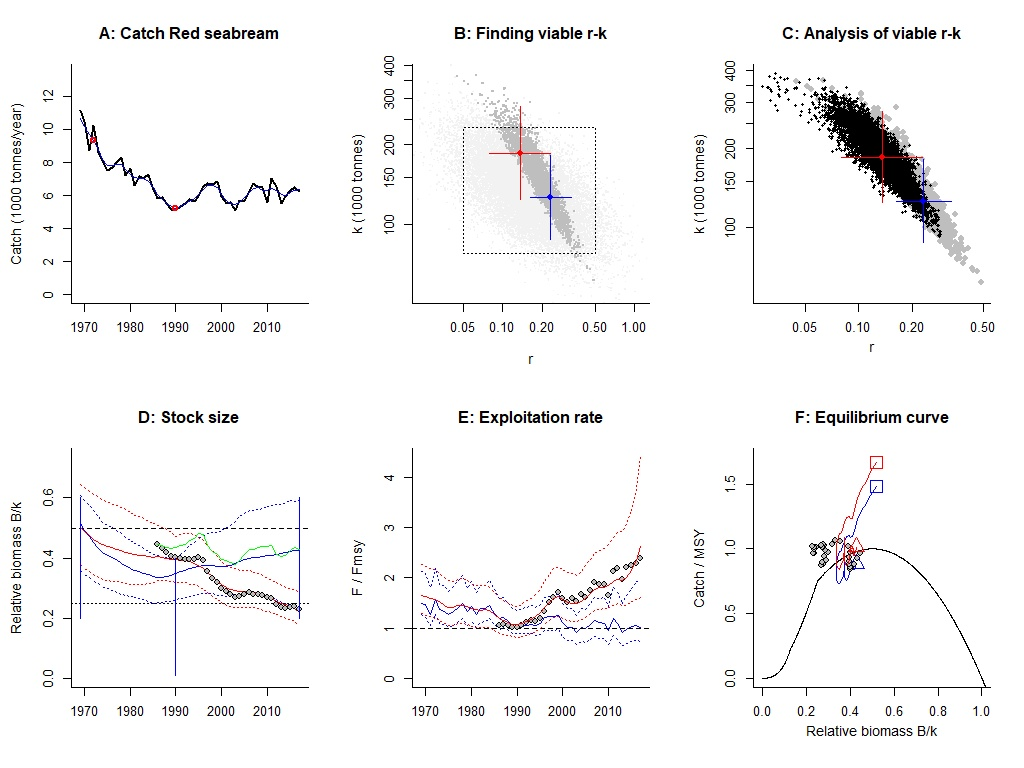 A: Catch Red seabream
Catch (1000 tonnes/year)
12
10
8
6
4
2
0
1970 1980 1990 2000 2010
B: Finding viable r-k
k (1000 tonnes)
400
300
200
150
100
0.05 0.10 0.20 0.50 1.00
r
C: Analysis of viable r-k
k (1000 tonnes)
400
300
200
150
100
0.05 0.10 0.20 0.50
r
D: Stock size
Relative biomass B/k
0.6
0.4
0.2
0.0
1970 1980 1990 2000 2010
E: Exploitation rate
F / Fmsy
4
3
2
1
0
1970 1980 1990 2000 2010
F: Equilibrium curve
Catch / MSY
1.5
1.0
0.5
0.0
0.0 0.2 0.4 0.6 0.8 1.0
Relative biomass B/k